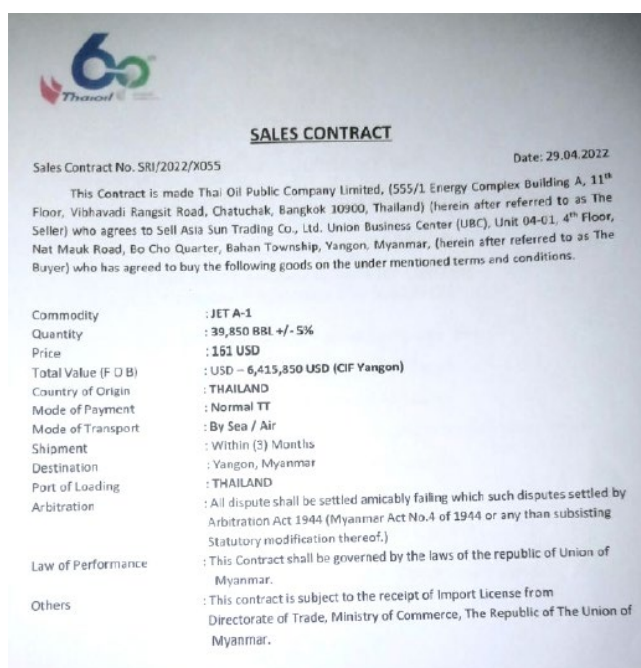 60
Thaioil
SALES CONTRACT
Sales Contract No. SRI/2022/X055
Date: 29.04.2022
This Contract is made Thai Oil Public Company Limited, (555/1 Energy Complex Building A, 11th
Floor, Vibhavadi Rangsit Road, Chatuchak, Bangkok 10900, Thailand) (herein after referred to as The
Seller) who agrees to Sell Asia Sun Trading Co., Ltd. Union Business Center (UBC), Unit 04-01, 4th Floor,
Nat Mauk Road, Bo Cho Quarter, Bahan Township, Yangon, Myanmar, (herein after referred to as The
Buyer) who has agreed to buy the following goods on the under mentioned terms and conditions.
Commodity : JET A-1
Quantity : 39,850 BBL +/- 5%
Price : 161 USD
Total Value (F O B) : USD – 6,415,850 USD (CIF Yangon)
Country of Origin : THAILAND
Mode of Payment : Normal TT
Mode of Transport : By Sea / Air
Shipment : Within (3) Months
Destination : Yangon, Myanmar
Port of Loading : THAILAND
Arbitration : All dispute shall be settled amicably failing which such disputes settled by
Arbitration Act 1944 (Myanmar Act No.4 of 1944 or any than subsisting
Statutory modification thereof.)
Law of Performance : This Contract shall be governed by the laws of the republic of Union of
Myanmar.
Others : This contract is subject to the receipt of Import License from
Directorate of Trade, Ministry of Commerce, The Republic of The Union of
Myanmar.